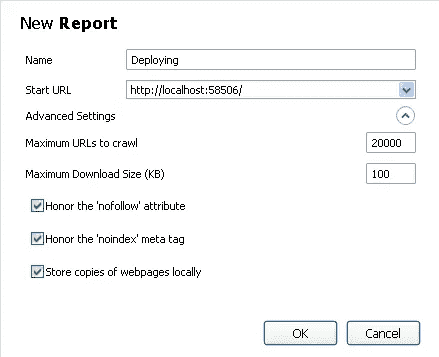 New Report
Name Deploying
Start URL http://localhost:58506/
Advanced Settings
Maximum URLs to crawl 20000
Maximum Download Size (KB) 100
Honor the 'nofollow' attribute
Honor the 'noindex' meta tag
Store copies of webpages locally
OK Cancel